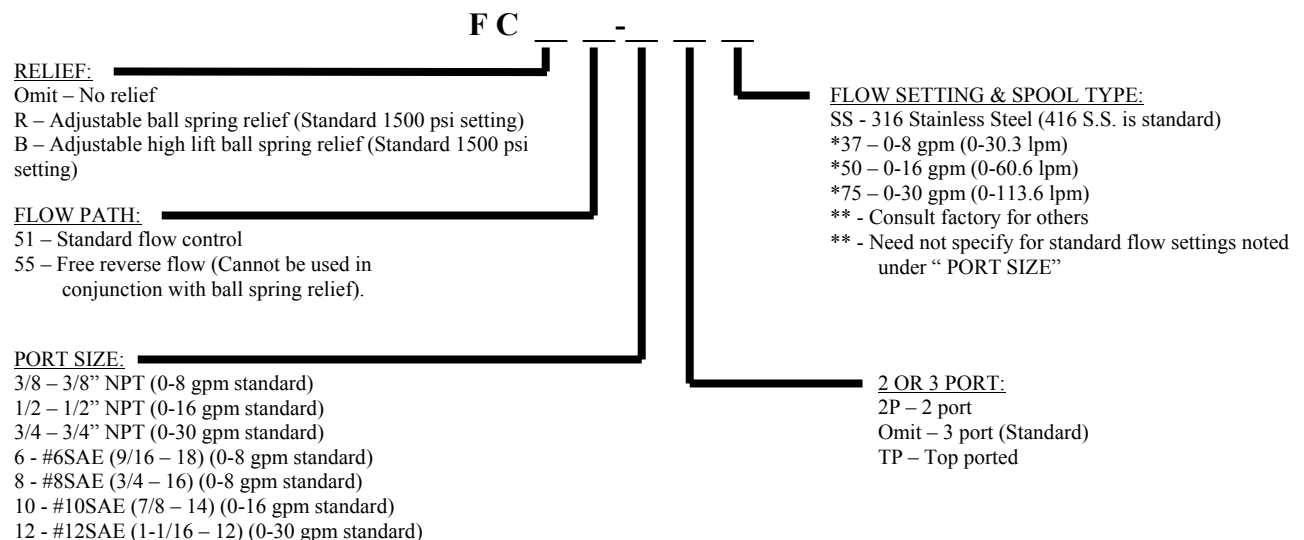 F C __ __-__ __ __
RELIEF:
Omit – No relief
R – Adjustable ball spring relief (Standard 1500 psi setting)
B – Adjustable high lift ball spring relief (Standard 1500 psi
setting)
FLOW PATH:
51 – Standard flow control
55 – Free reverse flow (Cannot be used in
conjunction with ball spring relief).
PORT SIZE:
3/8 – 3/8” NPT (0-8 gpm standard)
1/2 – 1/2” NPT (0-16 gpm standard)
3/4 – 3/4” NPT (0-30 gpm standard)
6 - #6SAE (9/16 – 18) (0-8 gpm standard)
8 - #8SAE (3/4 – 16) (0-8 gpm standard)
10 - #10SAE (7/8 – 14) (0-16 gpm standard)
12 - #12SAE (1-1/16 – 12) (0-30 gpm standard)
FLOW SETTING & SPOOL TYPE:
SS - 316 Stainless Steel (416 S.S. is standard)
*37 – 0-8 gpm (0-30.3 lpm)
*50 – 0-16 gpm (0-60.6 lpm)
*75 – 0-30 gpm (0-113.6 lpm)
** - Consult factory for others
** - Need not specify for standard flow settings noted
under “ PORT SIZE”
2 OR 3 PORT:
2P – 2 port
Omit – 3 port (Standard)
TP – Top ported